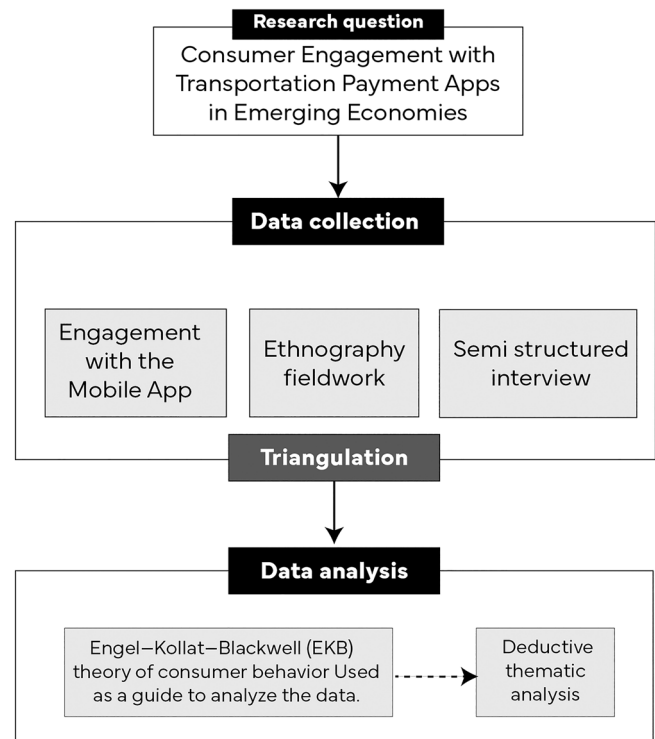 Research question
Consumer Engagement with
Transportation Payment Apps
in Emerging Economies
Data collection
Engagement
with the
Mobile App
Ethnography
fieldwork
Semi structured
interview
Triangulation
Data analysis
Engel–Kollat–Blackwell (EKB)
theory of consumer behavior Used
as a guide to analyze the data.
Deductive
thematic
analysis